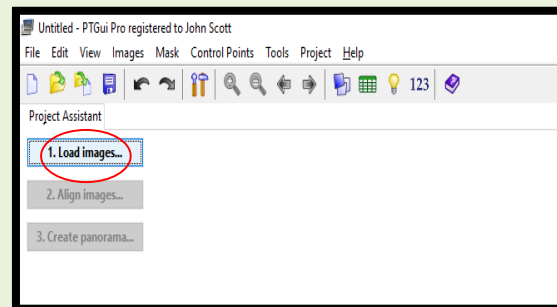 Untitled - PTGui Pro registered to John Scott
File Edit View Images Mask Control Points Tools Project Help
123
Project Assistant
1. Load images...
2. Align images...
3. Create panorama...